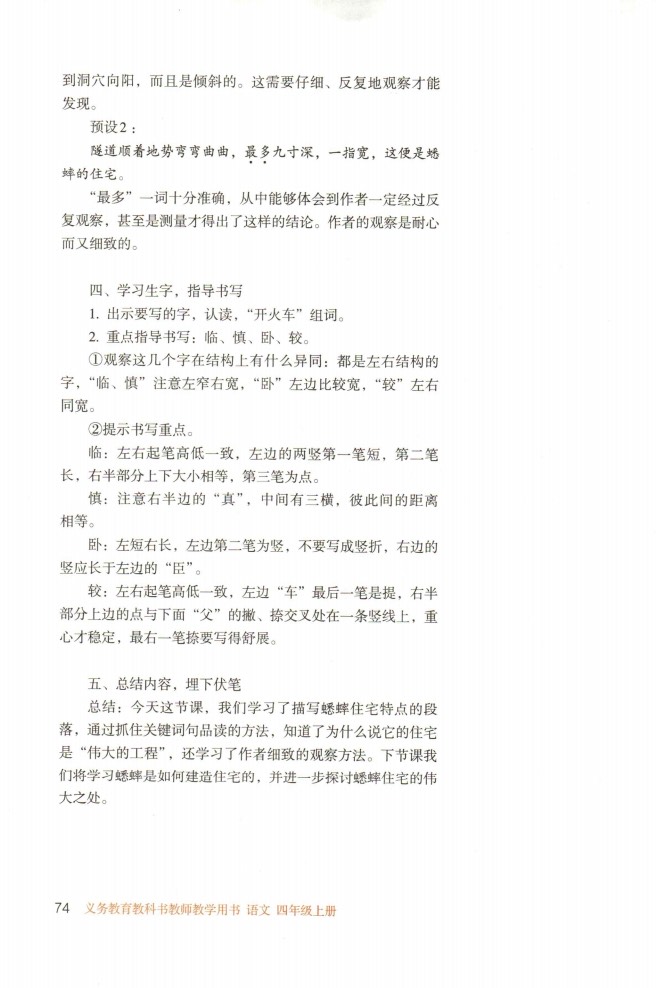 到洞穴向阳，而且是倾斜的。这需要仔细、反复地观察才能
发现。
预设2：
隧道顺着地势弯弯曲曲，最多九寸深，一指宽，这便是蟋
蟀的住宅。
“最多”一词十分准确，从中能够体会到作者一定经过反
复观察，甚至是测量才得出了这样的结论。作者的观察是耐心
而又细致的。
四、学习生字，指导书写
1. 出示要写的字，认读，“开火车”组词。
2. 重点指导书写：临、慎、卧、较。
①观察这几个字在结构上有什么异同：都是左右结构的
字，“临、慎”注意左窄右宽，“卧”左边比较宽，“较”左右
同宽。
②提示书写重点。
临：左右起笔高低一致，左边的两竖第一笔短，第二笔
长，右半部分上下大小相等，第三笔为点。
慎：注意右半边的“真”，中间有三横，彼此间的距离
相等。
卧：左短右长，左边第二笔为竖，不要写成竖折，右边的
竖应长于左边的“臣”。
较：左右起笔高低一致，左边“车”最后一笔是提，右半
部分上边的点与下面“父”的撇、捺交叉处在一条竖线上，重
心才稳定，最右一笔捺要写得舒展。
五、总结内容，埋下伏笔
总结：今天这节课，我们学习了描写蟋蟀住宅特点的段
落，通过抓住关键词句品读的方法，知道了为什么说它的住宅
是“伟大的工程”，还学习了作者细致的观察方法。下节课我
们将学习蟋蟀是如何建造住宅的，并进一步探讨蟋蟀住宅的伟
大之处。
74 义务教育教科书教师教学用书 语文 四年级上册